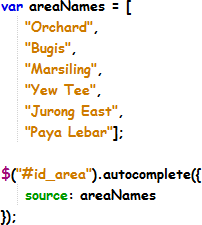 var areaNames = [
"Orchard",
"Bugis",
"Marsiling",
"Yew Tee",
"Jurong East",
"Paya Lebar"];
$("#id_area").autocomplete({
source: areaNames
});